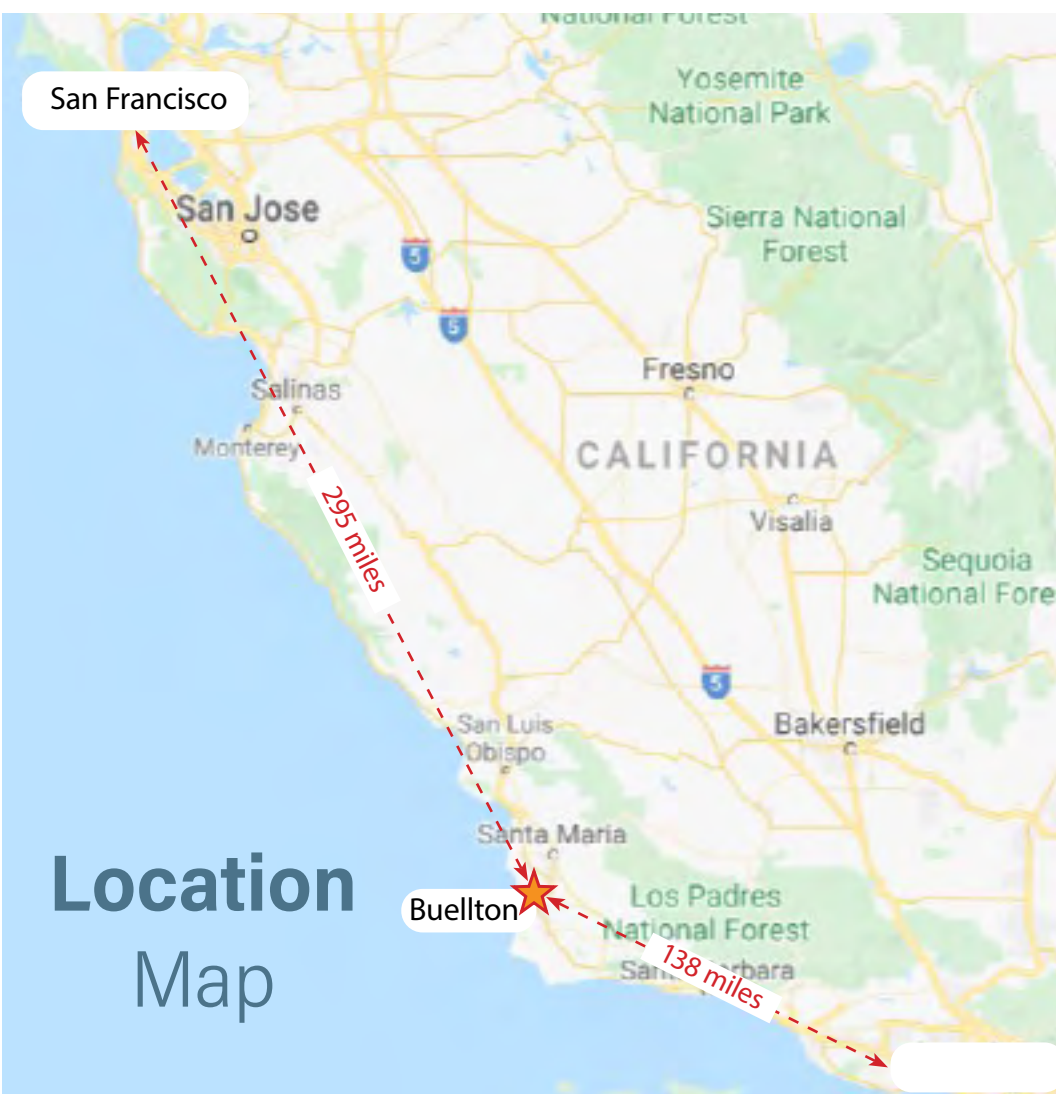 National Forest
Yosemite
National Park
San Francisco
San Jose
Sierra National
Forest
5
5
Fresno
Salinas
Monterey
CALIFORNIA
295 miles
Visalia
Sequoia
National Fore
5
San Luis
Obispo
Bakersfield
Santa Maria
Location
Map
Buellton
Los Padres
National Forest
138 miles